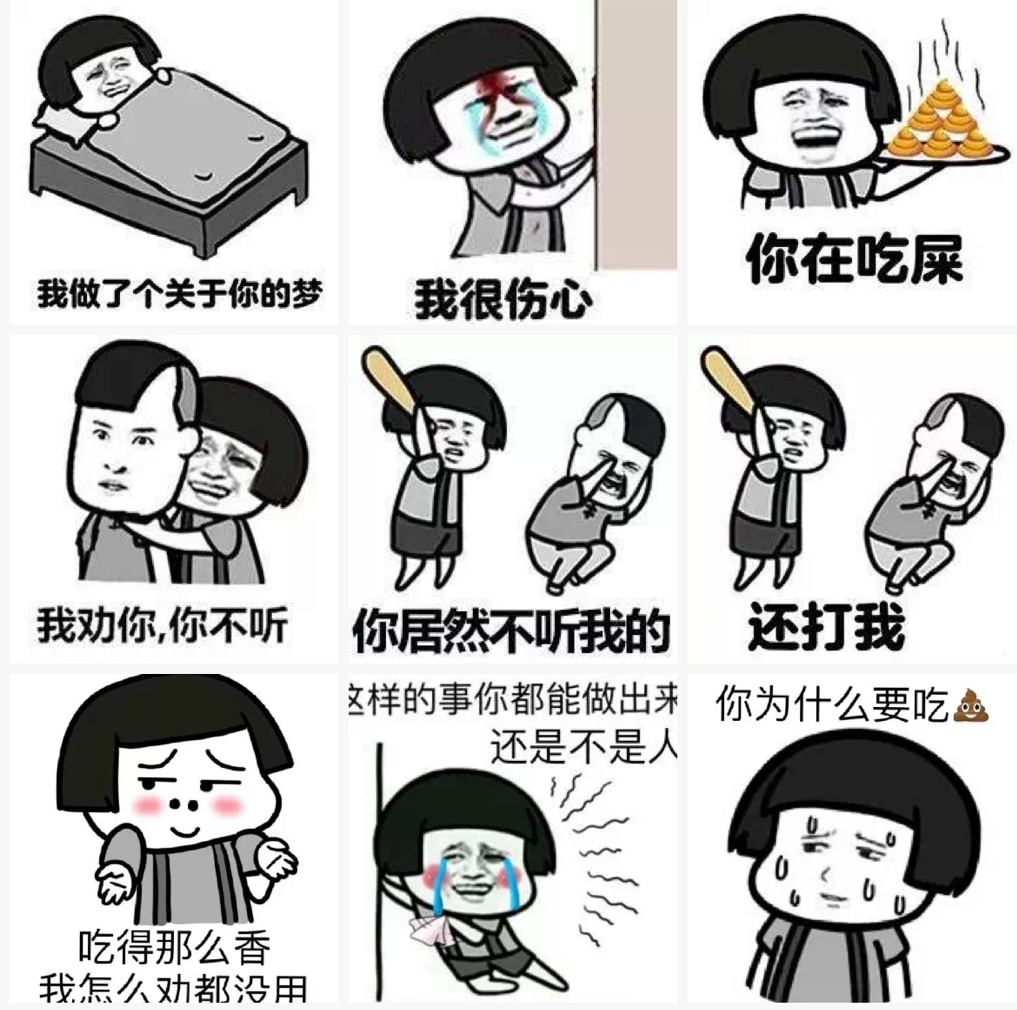 我做了个关于你的梦
我很伤心
你在吃屎
我劝你,你不听
你居然不听我的
还打我
吃得那么香
我怎么劝都没用
这样的事你都能做出来
还是不是人
你为什么要吃💩